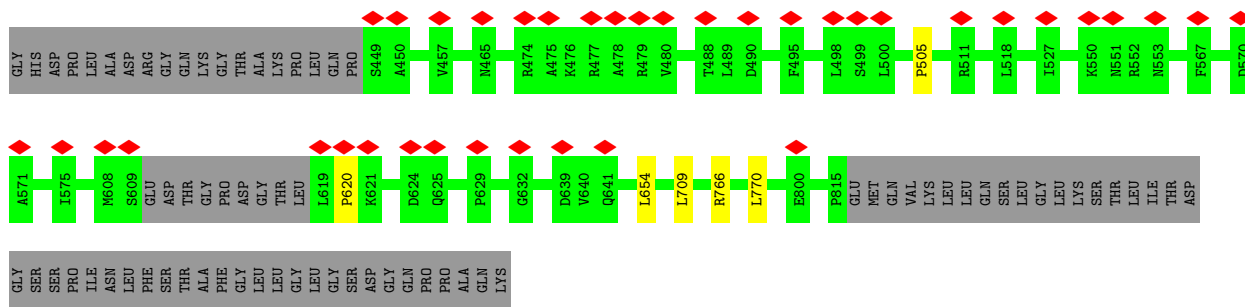 GLY HIS ASP PRO LEU ALA ASP ARG GLY GLN LYS GLY THR ALA LYS PRO LEU GLN PRO S449 A450 V457 N465 R474 A475 K476 R477 A478 R479 V480 T488 L489 D490 F495 L498 S499 L500 P505 R511 L518 I527 K550 N551 R552 N553 F567 D570
A571 I575 M608 S609 GLU ASP THR GLY PRO ASP GLY THR LEU L619 P620 K621 D624 Q625 P629 G632 D639 V640 Q641 L654 L709 R766 L770 E800 P815 GLU MET GLN VAL LYS LEU LEU GLN SER LEU GLY LEU LYS SER THR LEU ILE THR ASP
GLY SER SER PRO ILE ASN LEU PHE SER THR ALA PHE GLY LEU LEU GLY LEU GLY SER ASP GLY GLN PRO PRO ALA GLN LYS